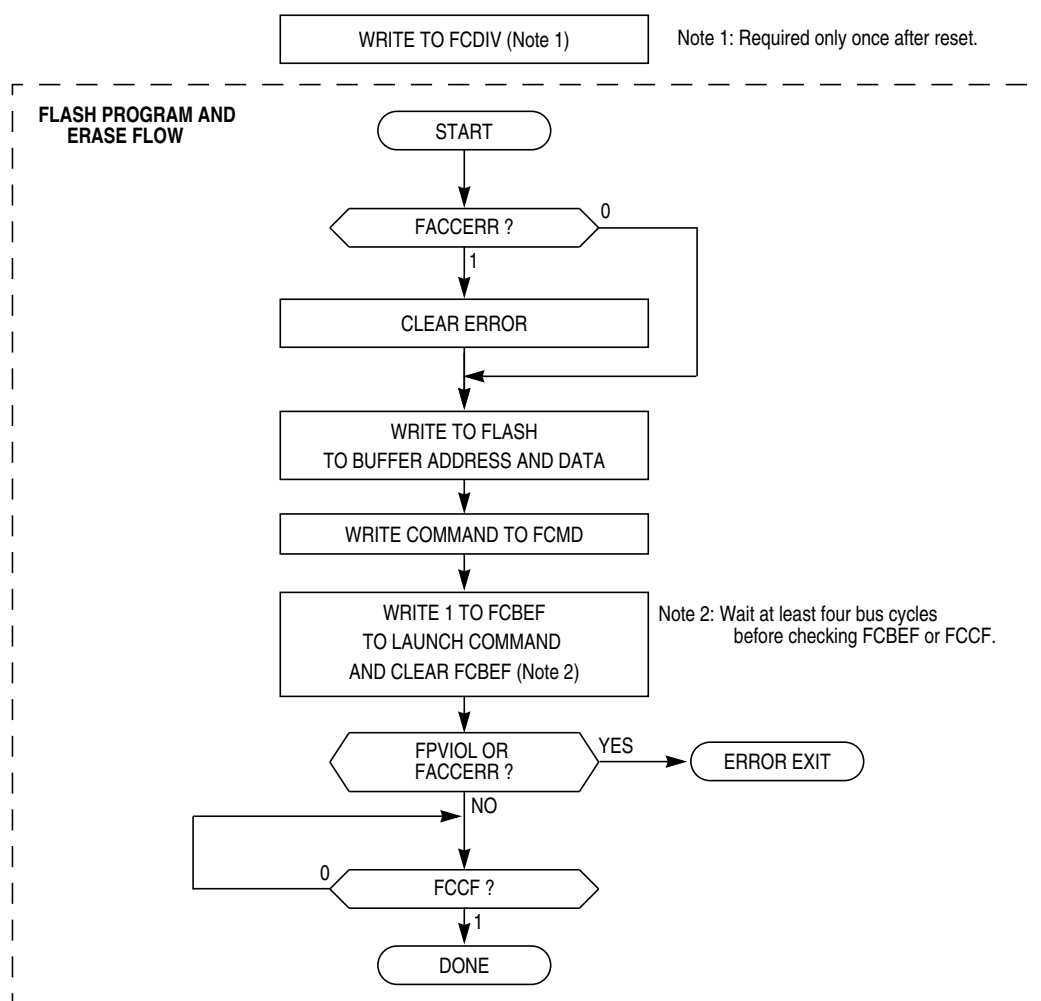 WRITE TO FCDIV (Note 1)
Note 1: Required only once after reset.
FLASH PROGRAM AND
ERASE FLOW
START
FACCERR ?
0
1
CLEAR ERROR
WRITE TO FLASH
TO BUFFER ADDRESS AND DATA
WRITE COMMAND TO FCMD
WRITE 1 TO FCBEF
TO LAUNCH COMMAND
AND CLEAR FCBEF (Note 2)
Note 2: Wait at least four bus cycles
before checking FCBEF or FCCF.
FPVIOL OR
FACCERR ?
YES
ERROR EXIT
NO
0
FCCF ?
1
DONE